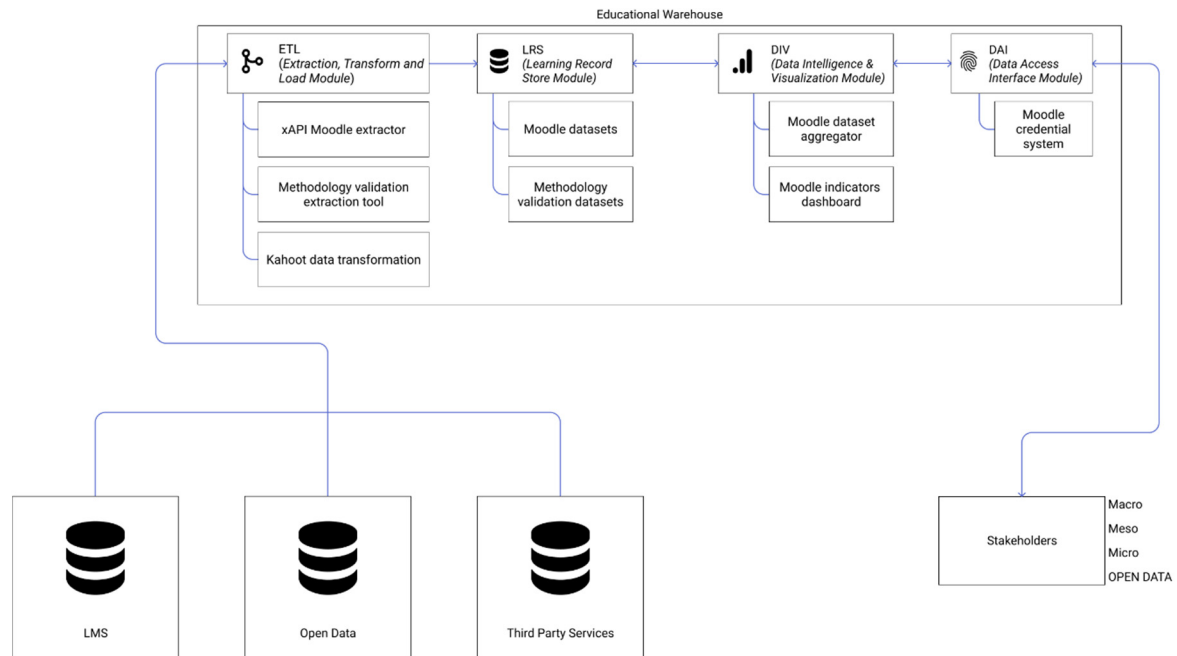 Educational Warehouse
ETL
(Extraction, Transform and
Load Module)
xAPI Moodle extractor
Methodology validation
extraction tool
Kahoot data transformation
LRS
(Learning Record
Store Module)
Moodle datasets
Methodology
validation datasets
DIV
(Data Intelligence &
Visualization Module)
Moodle dataset
aggregator
Moodle indicators
dashboard
DAI
(Data Access
Interface Module)
Moodle
credential
system
LMS
Open Data
Third Party Services
Stakeholders
Macro
Meso
Micro
OPEN DATA